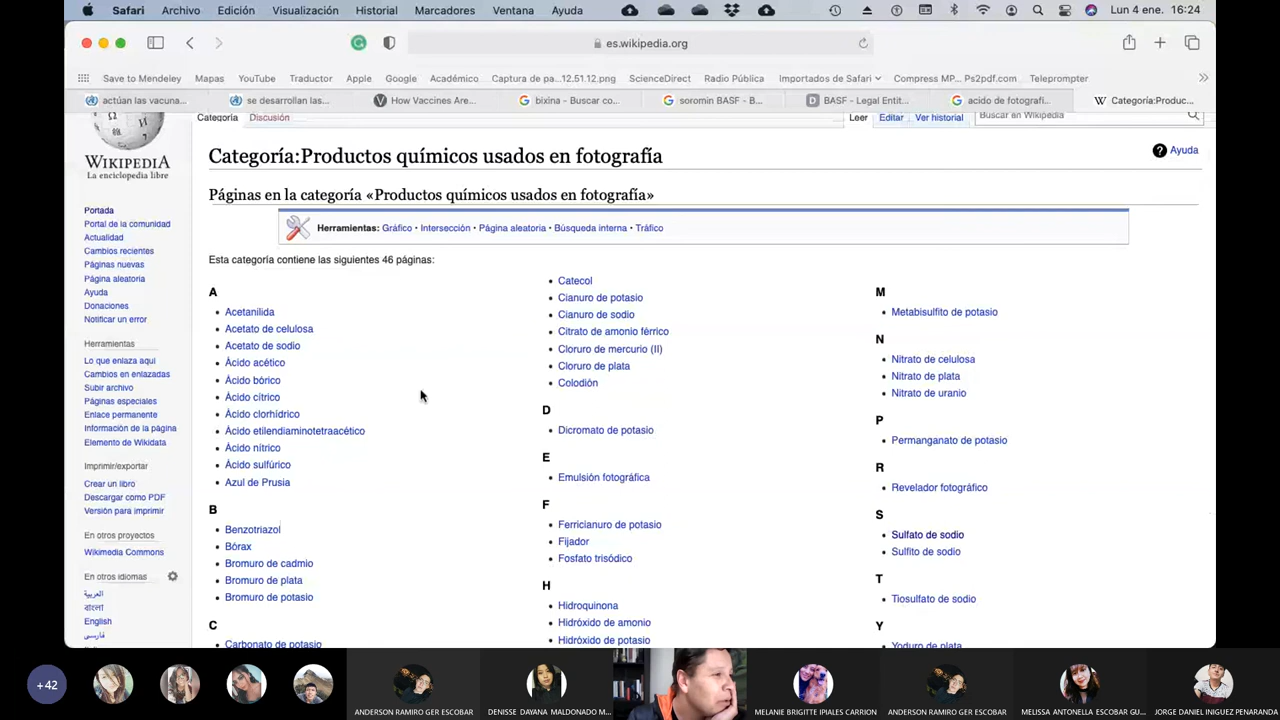 Safari Archivo Edición Visualización Historial Marcadores Ventana Ayuda Lun 4 ene. 16:24
es.wikipedia.org
Save to Mendeley Mapas YouTube Traductor Apple Google Académico Captura de pa...12.51.12.png ScienceDirect Radio Pública Importados de Safari Compress MP... Ps2pdf.com Teleprompter
actúan las vacuna... se desarrollan las... How Vaccines Are... bixina - Buscar co... soromin BASF - B... BASF - Legal Entit... acido de fotografi... Categoría:Produc...
WIKIPEDIA
La enciclopedia libre
Portada
Portal de la comunidad
Actualidad
Cambios recientes
Páginas nuevas
Página aleatoria
Ayuda
Donaciones
Notificar un error
Herramientas
Lo que enlaza aquí
Cambios en enlazadas
Subir archivo
Páginas especiales
Enlace permanente
Información de la página
Elemento de Wikidata
Imprimir/exportar
Crear un libro
Descargar como PDF
Versión para imprimir
En otros proyectos
Wikimedia Commons
En otros idiomas
العربية
বাংলা
English
فارسی
Categoría Discusión Leer Editar Ver historial Buscar en Wikipedia
Categoría:Productos químicos usados en fotografía
Ayuda
Páginas en la categoría «Productos químicos usados en fotografía»
Herramientas: Gráfico • Intersección • Página aleatoria • Búsqueda interna • Tráfico
Esta categoría contiene las siguientes 46 páginas:
A
Acetanilida
Acetato de celulosa
Acetato de sodio
Ácido acético
Ácido bórico
Ácido cítrico
Ácido clorhídrico
Ácido etilendiaminotetraacético
Ácido nítrico
Ácido sulfúrico
Azul de Prusia
B
Benzotriazol
Bórax
Bromuro de cadmio
Bromuro de plata
Bromuro de potasio
C
Carbonato de potasio
Catecol
Cianuro de potasio
Cianuro de sodio
Citrato de amonio férrico
Cloruro de mercurio (II)
Cloruro de plata
Colodión
D
Dicromato de potasio
E
Emulsión fotográfica
F
Ferricianuro de potasio
Fijador
Fosfato trisódico
H
Hidroquinona
Hidróxido de amonio
Hidróxido de potasio
M
Metabisulfito de potasio
N
Nitrato de celulosa
Nitrato de plata
Nitrato de uranio
P
Permanganato de potasio
R
Revelador fotográfico
S
Sulfato de sodio
Sulfito de sodio
T
Tiosulfato de sodio
Y
Yoduro de plata
+42
ANDERSON RAMIRO GER ESCOBAR
DENISSE DAYANA MALDONADO M...
MELANIE BRIGITTE IPIALES CARRION
ANDERSON RAMIRO GER ESCOBAR
MELISSA ANTONELLA ESCOBAR GU...
JORGE DANIEL INIGUEZ PENARANDA